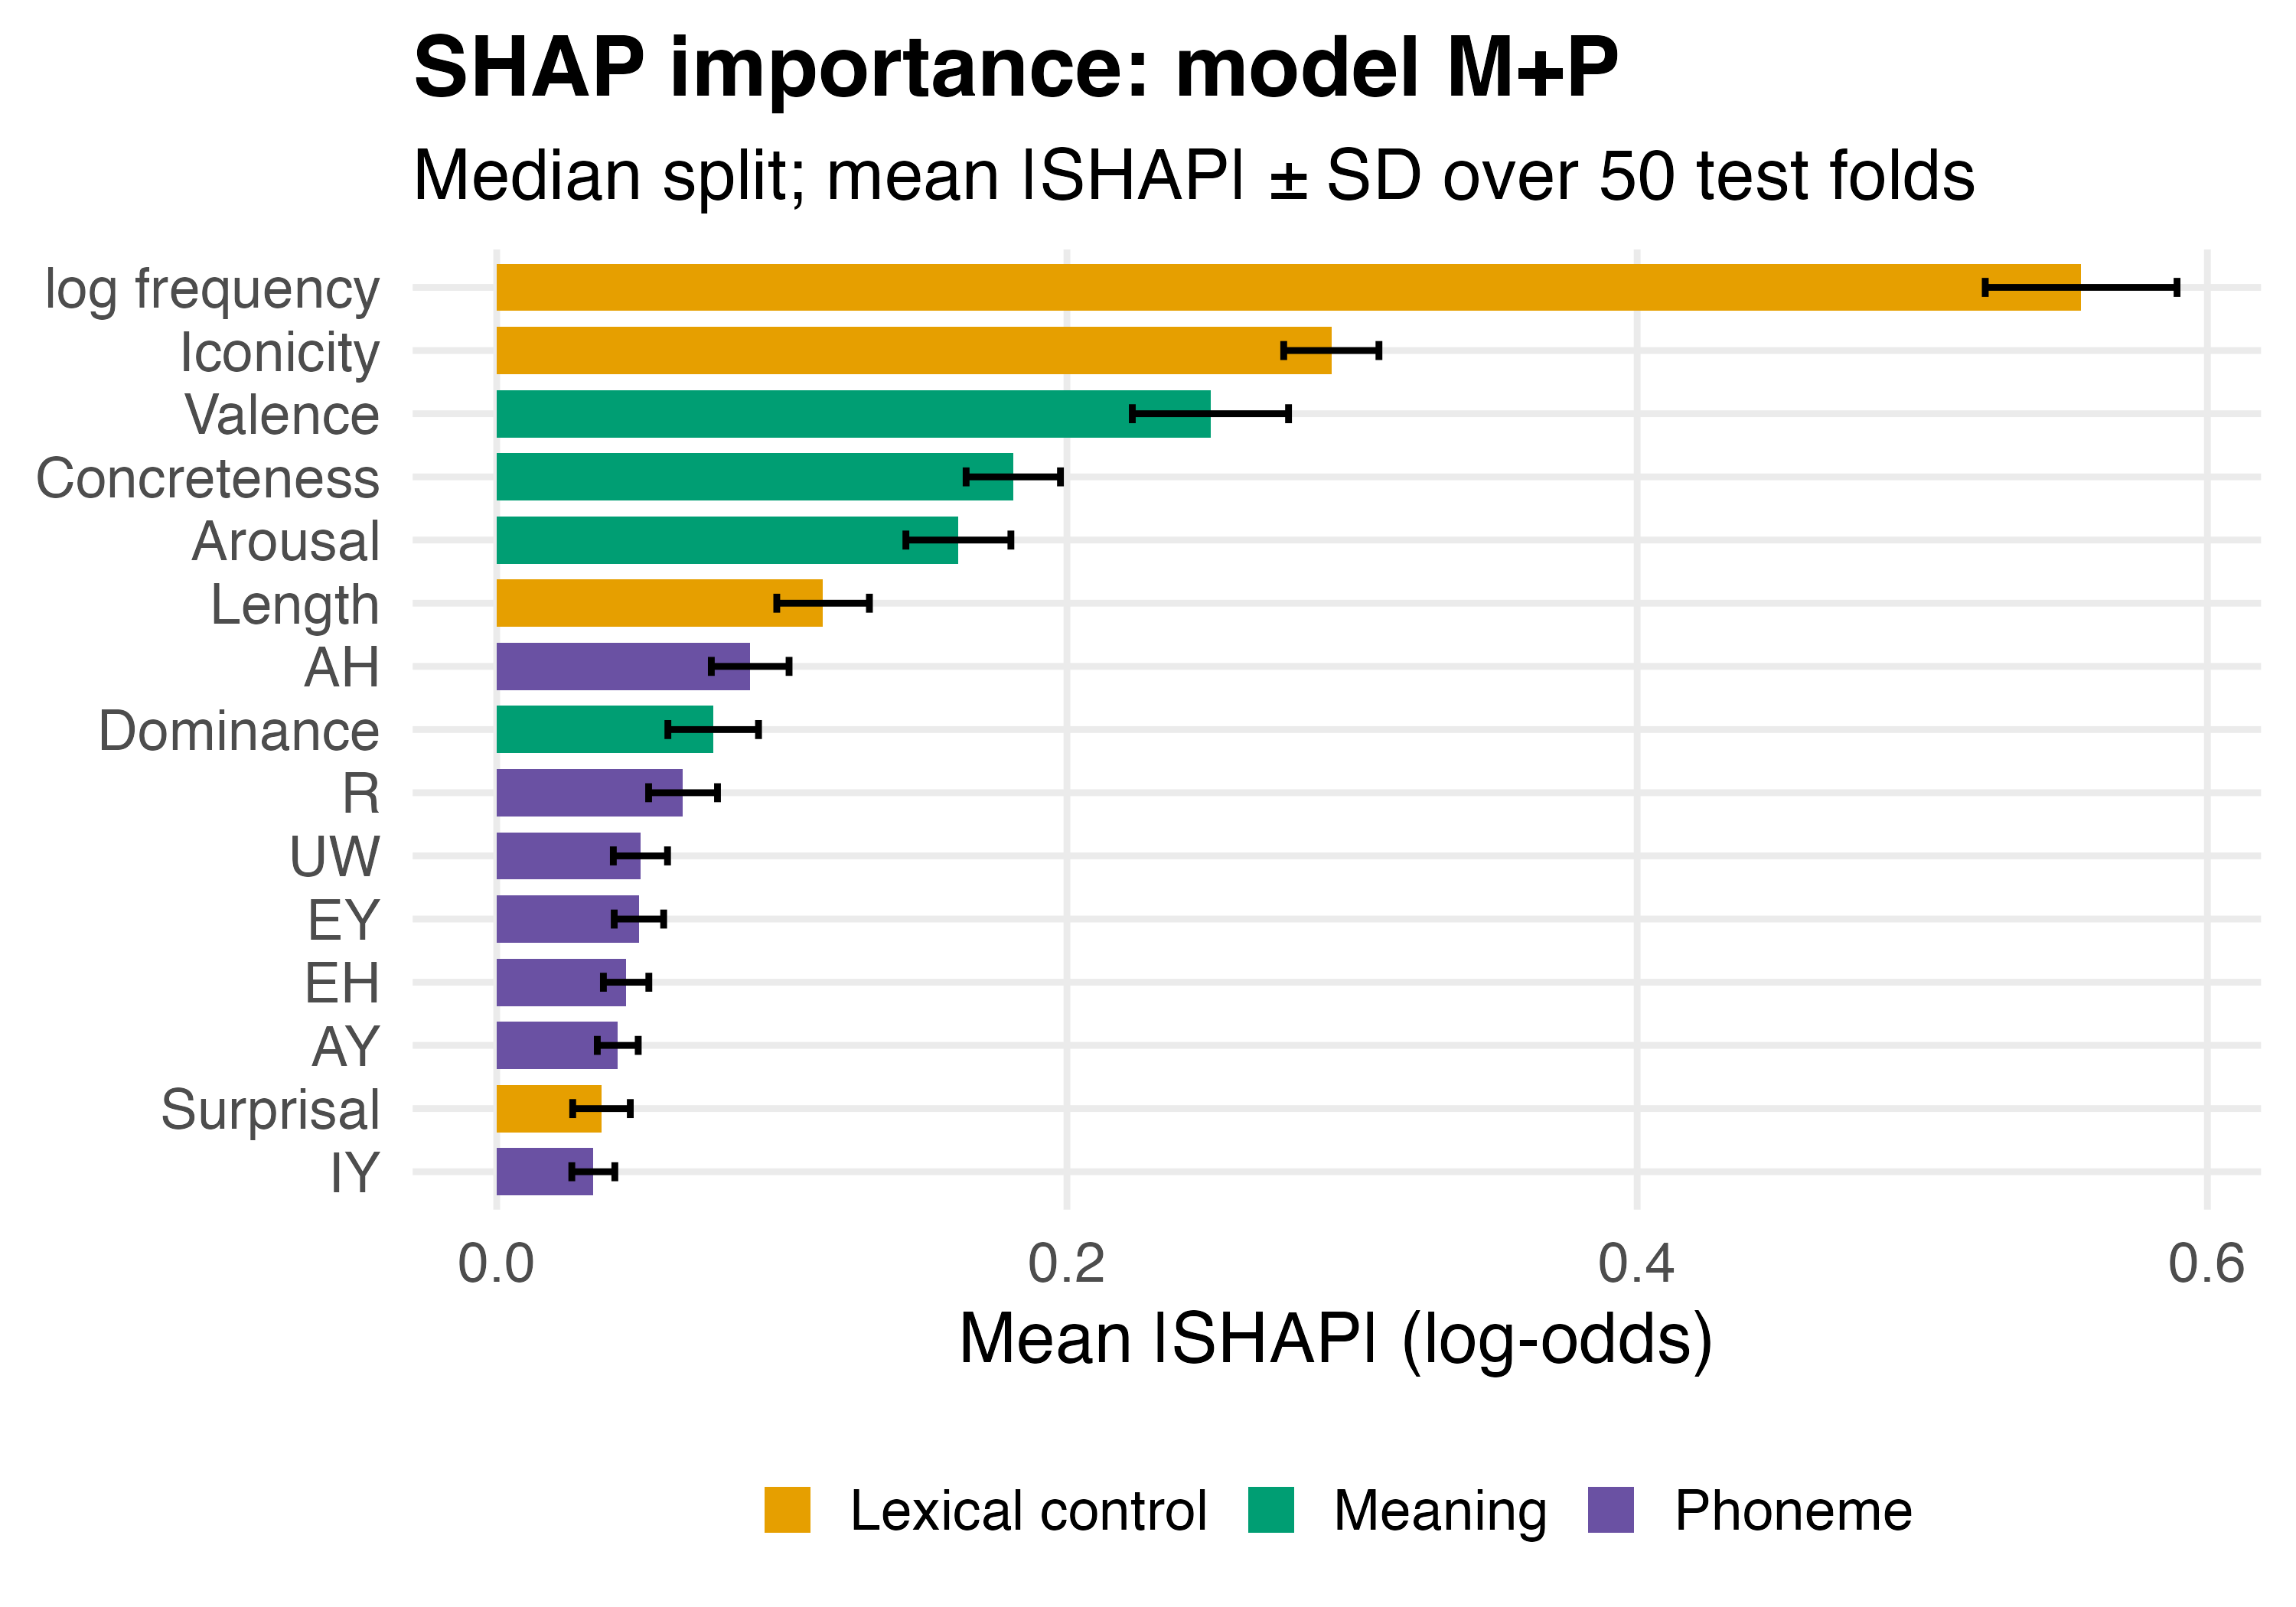 SHAP importance: model M+P
Median split; mean |SHAP| ± SD over 50 test folds
log frequency
Iconicity
Valence
Concreteness
Arousal
Length
AH
Dominance
R
UW
EY
EH
AY
Surprisal
IY
0.0 0.2 0.4 0.6
Mean |SHAP| (log-odds)
Lexical control Meaning Phoneme